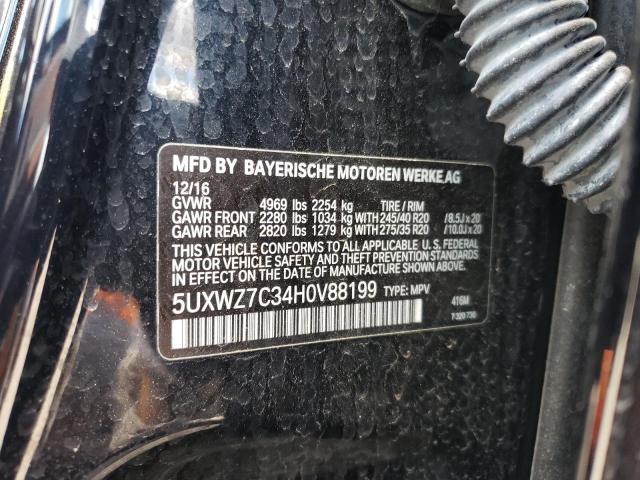 MFD BY BAYERISCHE MOTOREN WERKE AG
12/16
GVWR 4969 lbs 2254 kg TIRE / RIM
GAWR FRONT 2280 lbs 1034 kg WITH 245/40 R20 / 8.5J x 20
GAWR REAR 2820 lbs 1279 kg WITH 275/35 R20 / 10.0J x 20
THIS VEHICLE CONFORMS TO ALL APPLICABLE U. S. FEDERAL
MOTOR VEHICLE SAFETY AND THEFT PREVENTION STANDARDS
IN EFFECT ON THE DATE OF MANUFACTURE SHOWN ABOVE.
5UXWZ7C34H0V88199 TYPE: MPV
416M
7 320 730